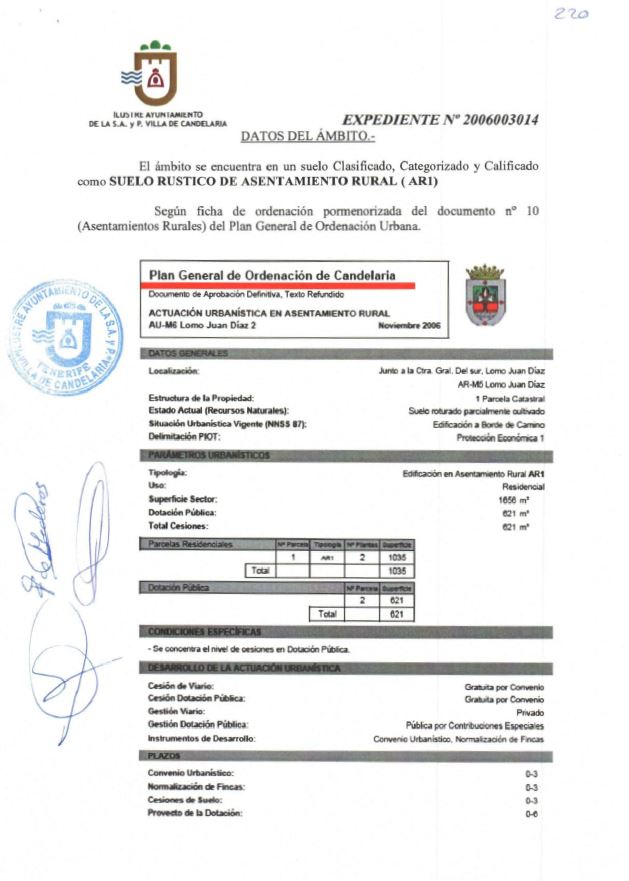 220
ILUSTRE AYUNTAMIENTO
DE LA S.A. y P. VILLA DE CANDELARIA
EXPEDIENTE Nº 2006003014
DATOS DEL ÁMBITO.-
El ámbito se encuentra en un suelo Clasificado, Categorizado y Calificado
como SUELO RUSTICO DE ASENTAMIENTO RURAL ( AR1)
Según ficha de ordenación pormenorizada del documento nº 10
(Asentamientos Rurales) del Plan General de Ordenación Urbana.
Plan General de Ordenación de Candelaria
Documento de Aprobación Definitiva, Texto Refundido
ACTUACIÓN URBANÍSTICA EN ASENTAMIENTO RURAL
AU-M6 Lomo Juan Díaz 2 Noviembre 2006
ILUSTRE AYUNTAMIENTO DE LA S.A. y P. VILLA DE CANDELARIA
TENERIFE
DATOS GENERALES
Localización: Junto a la Ctra. Gral. Del sur, Lomo Juan Díaz
AR-M5 Lomo Juan Díaz
Estructura de la Propiedad: 1 Parcela Catastral
Estado Actual (Recursos Naturales): Suelo roturado parcialmente cultivado
Situación Urbanística Vigente (NNSS 87): Edificación a Borde de Camino
Delimitación PIOT: Protección Económica 1
PARÁMETROS URBANÍSTICOS
Tipología: Edificación en Asentamiento Rural AR1
Uso: Residencial
Superficie Sector: 1656 m²
Dotación Pública: 621 m²
Total Cesiones: 621 m²
Parcelas Residenciales Nº Parcela Tipología Nº Plantas Superficie
1 AR1 2 1035
Total 1035
Dotación Pública Nº Parcela Superficie
2 621
Total 621
CONDICIONES ESPECÍFICAS
- Se concentra el nivel de cesiones en Dotación Pública.
DESARROLLO DE LA ACTUACIÓN URBANÍSTICA
Cesión de Viario: Gratuita por Convenio
Cesión Dotación Pública: Gratuita por Convenio
Gestión Viario: Privado
Gestión Dotación Pública: Pública por Contribuciones Especiales
Instrumentos de Desarrollo: Convenio Urbanístico, Normalización de Fincas
PLAZOS
Convenio Urbanístico: 0-3
Normalización de Fincas: 0-3
Cesiones de Suelo: 0-3
Proyecto de la Dotación: 0-6